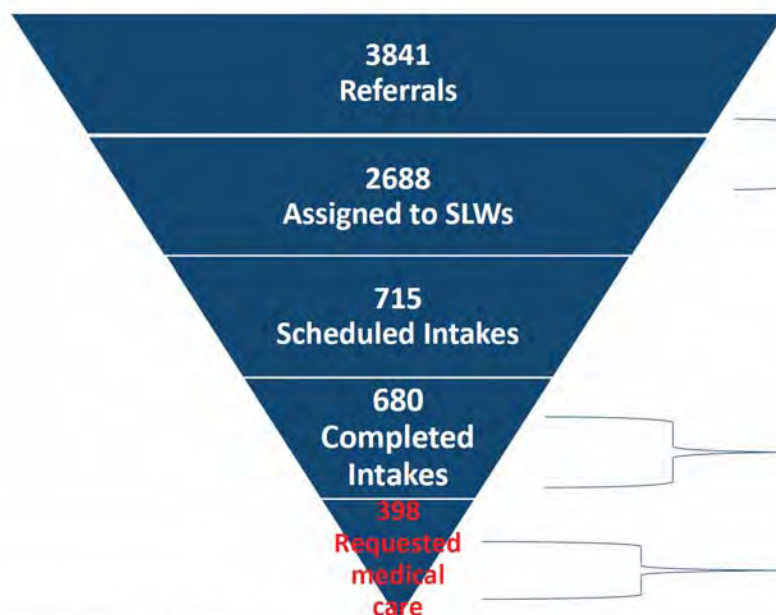 3841
Referrals
2688
Assigned to SLWs
715
Scheduled Intakes
680
Completed
Intakes
398
Requested
medical
care